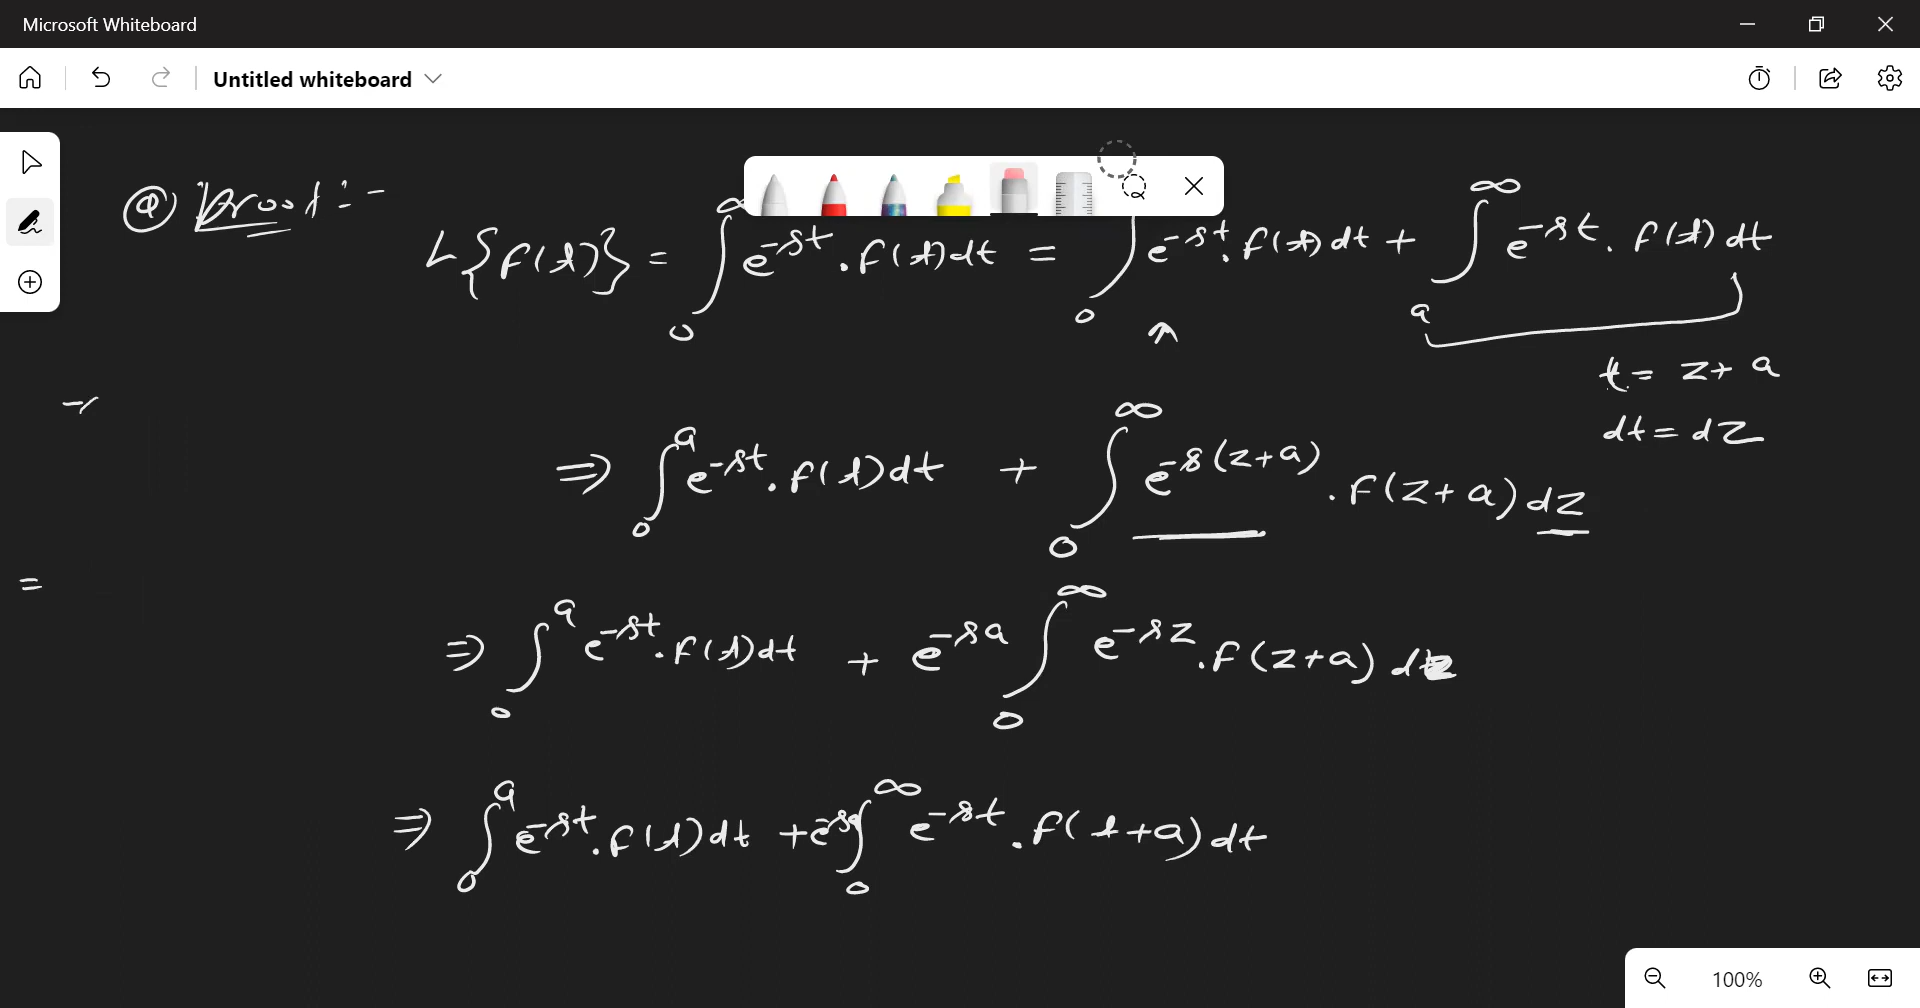 Microsoft Whiteboard
Untitled whiteboard
@ Proof :-
L{f(t)} = ∫₀^∞ e^-st . f(t)dt = ∫₀ e^-st . f(t)dt + ∫ₐ^∞ e^-st . f(t) dt
t = z + a
dt = dz
⇒ ∫₀^a e^-st . f(t)dt + ∫₀^∞ e^-s(z+a) . f(z+a) dz
=
⇒ ∫₀^a e^-st . f(t)dt + e^-sa ∫₀^∞ e^-sz . f(z+a) dz
⇒ ∫₀^a e^-st . f(t)dt + e^-sa ∫₀^∞ e^-st . f(t+a) dt
100%